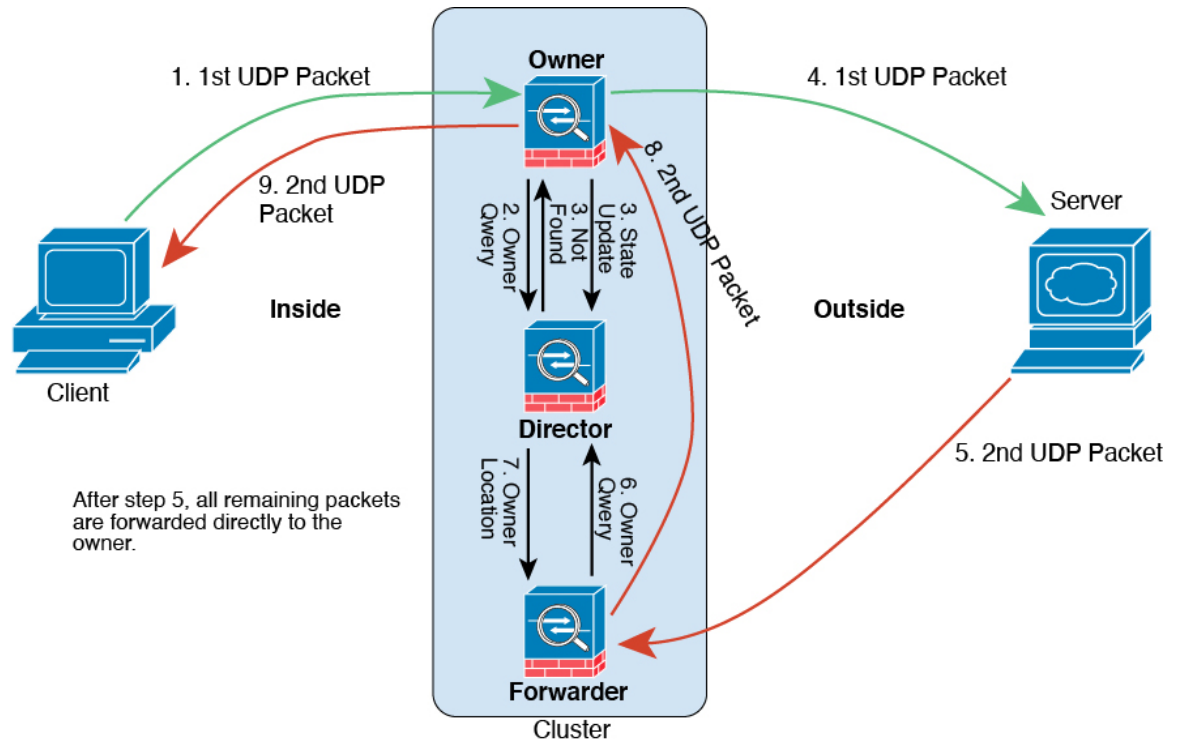 Owner
1. 1st UDP Packet
4. 1st UDP Packet
9. 2nd UDP
Packet
2. Owner
Qwery
3. Not
Found
3. State
Update
8. 2nd UDP Packet
Server
Inside
Outside
Client
Director
5. 2nd UDP Packet
7. Owner
Location
6. Owner
Qwery
After step 5, all remaining packets
are forwarded directly to the
owner.
Forwarder
Cluster